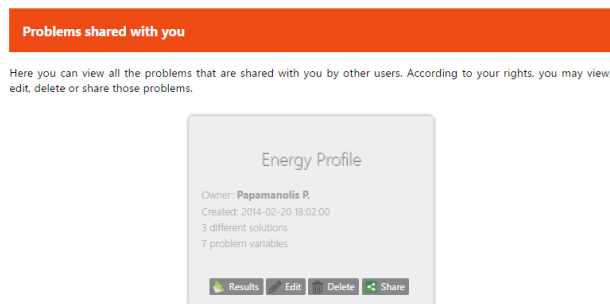 Problems shared with you
Here you can view all the problems that are shared with you by other users. According to your rights, you may view,
edit, delete or share those problems.
Energy Profile
Owner: Papamanolis P.
Created: 2014-02-20 18:02:00
3 different solutions
7 problem variables
Results Edit Delete Share